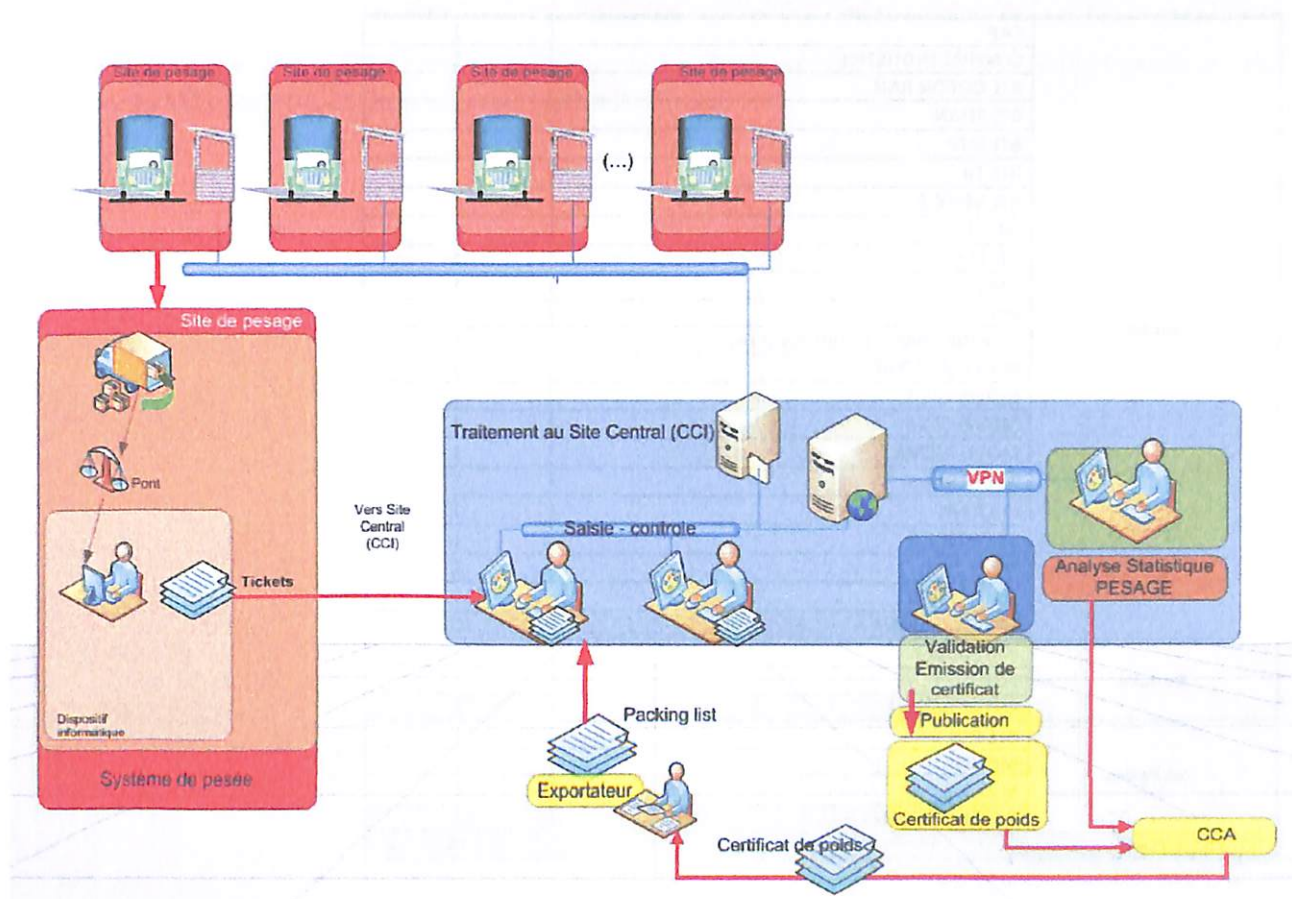 Site de pesage
Site de pesage
Site de pesage
Site de pesage
(...)
Site de pesage
Pont
Tickets
Dispositif
informatique
Système de pesée
Vers Site
Central
(CCI)
Traitement au Site Central (CCI)
Saisie - controle
VPN
Analyse Statistique
PESAGE
Validation
Emission de
certificat
Publication
Certificat de poids
Packing list
Exportateur
Certificat de poids
CCA